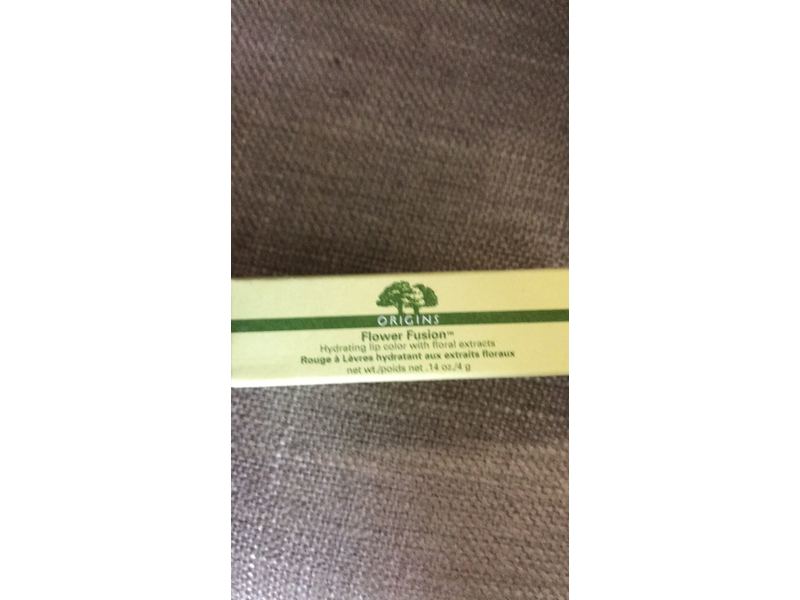 ORIGINS
Flower Fusion™
Hydrating lip color with floral extracts
Rouge à Lèvres hydratant aux extraits floraux
net wt./poids net .14 oz./4 g